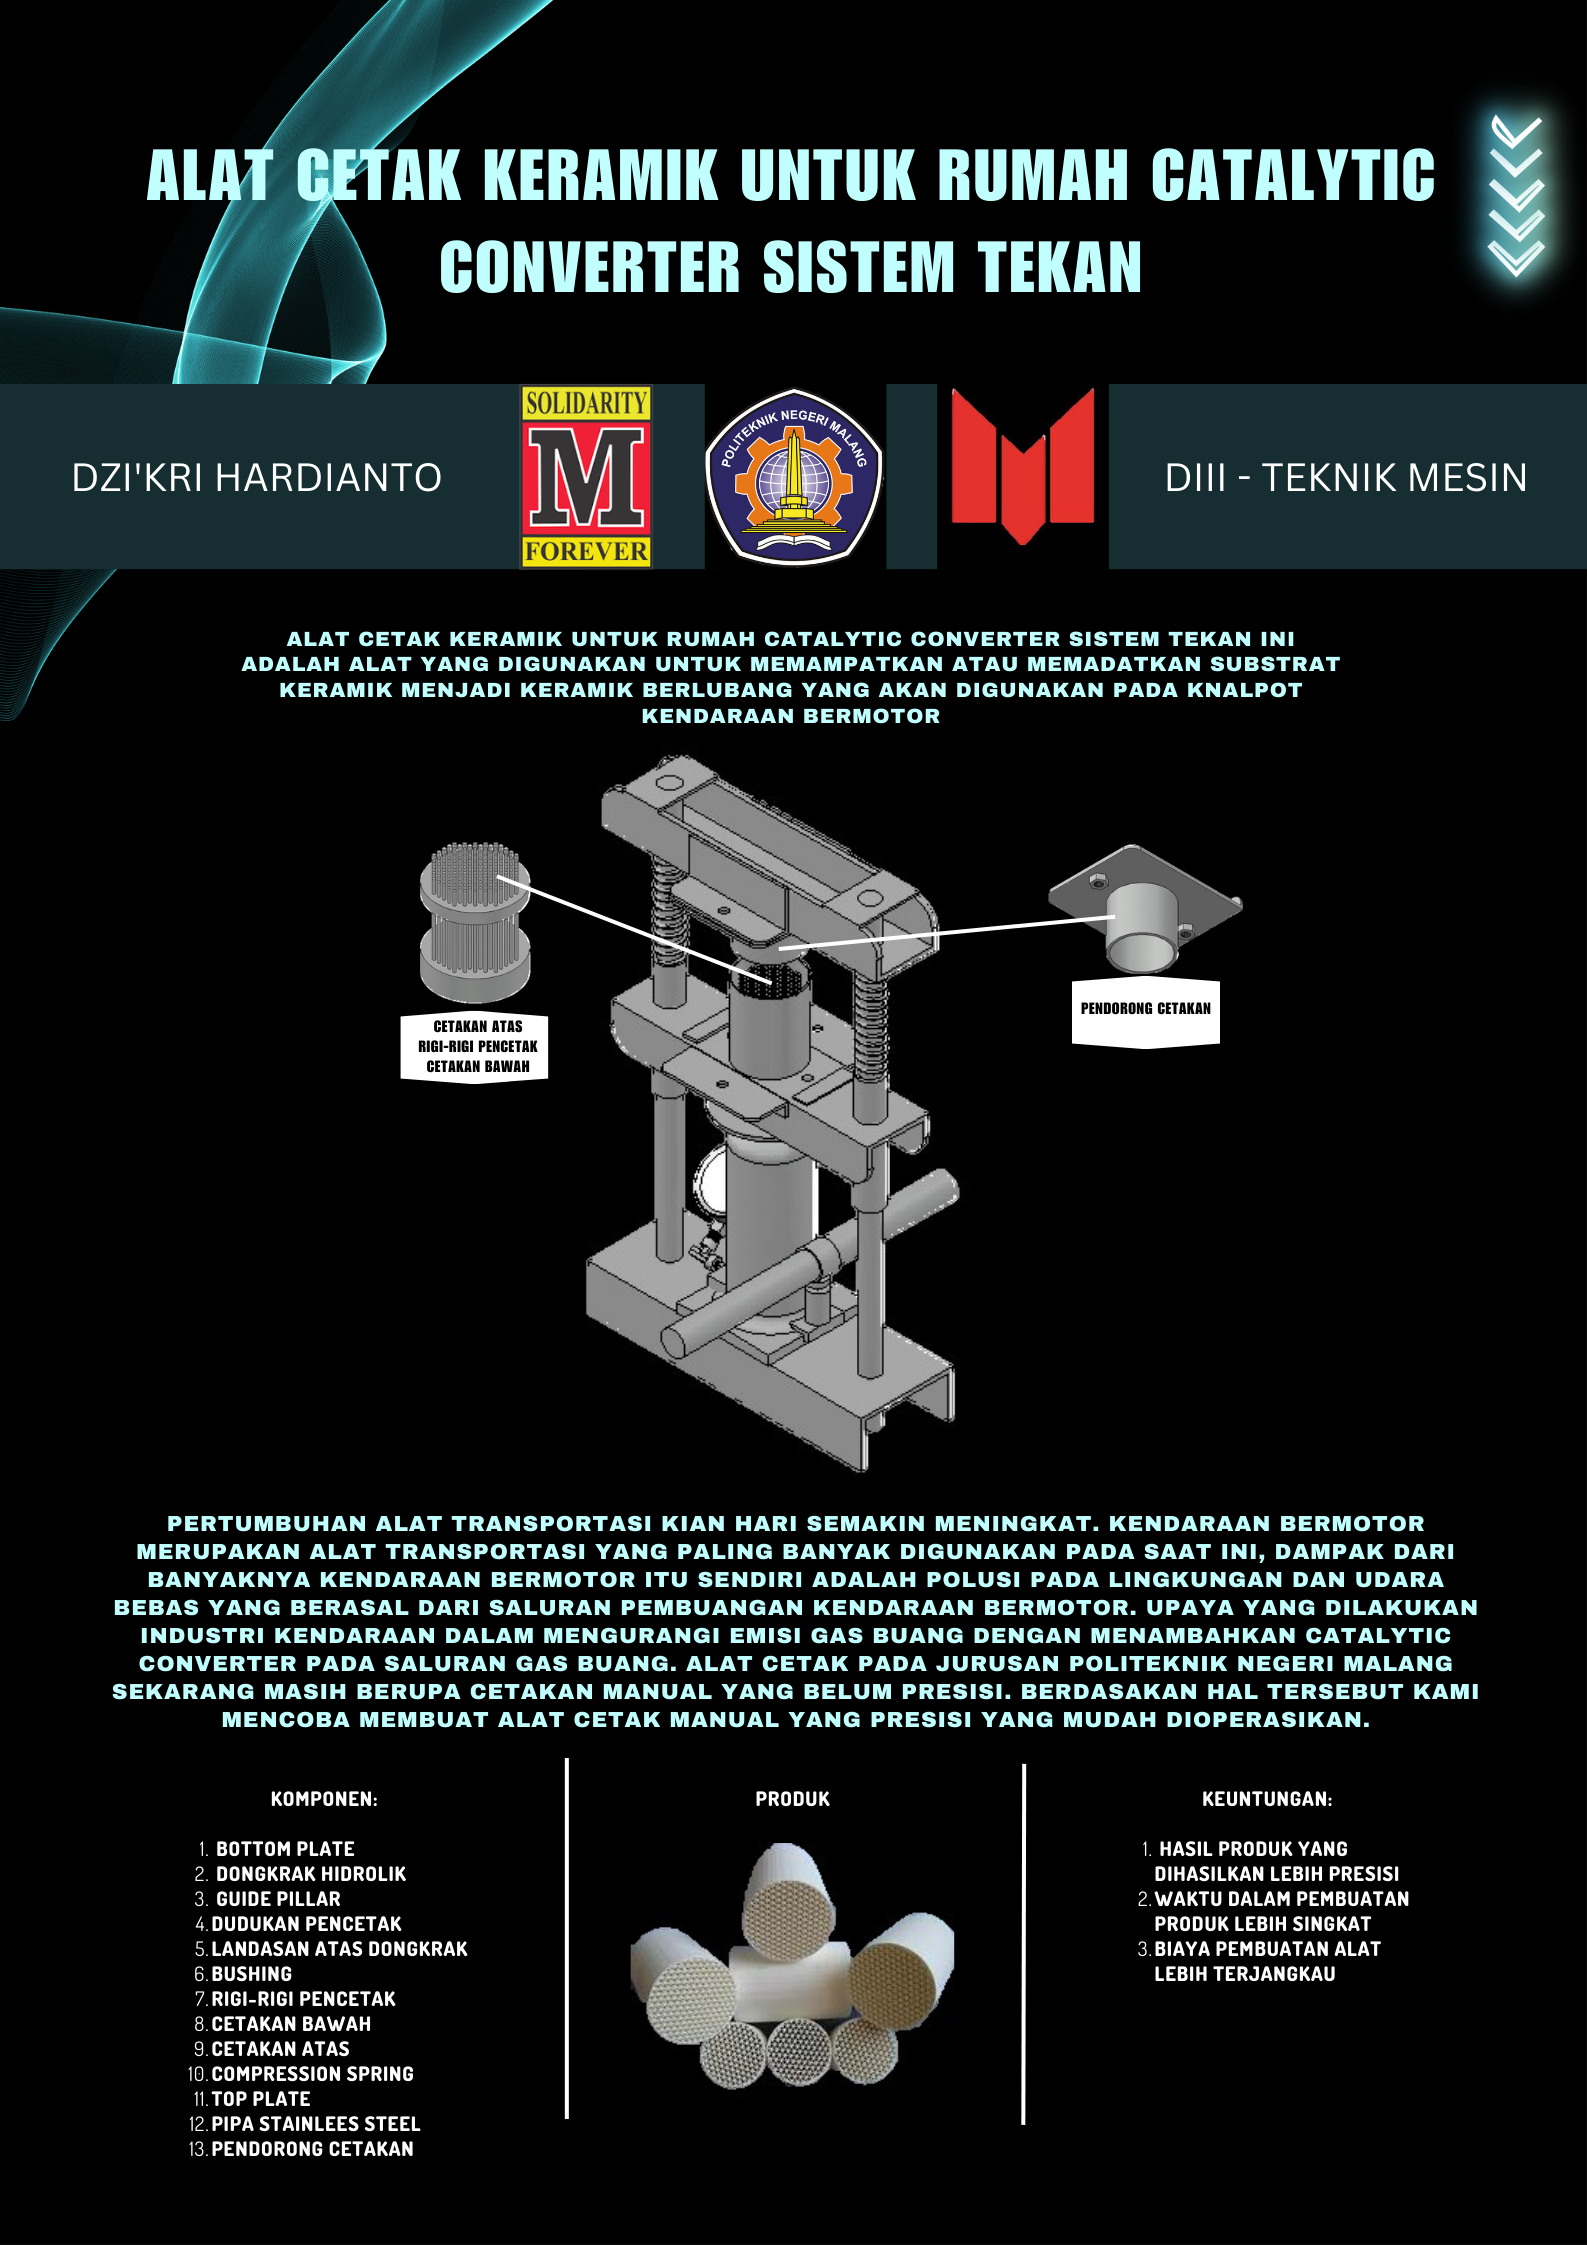 ALAT CETAK KERAMIK UNTUK RUMAH CATALYTIC
CONVERTER SISTEM TEKAN
DZI'KRI HARDIANTO
SOLIDARITY
M
FOREVER
POLITEKNIK NEGERI MALANG
DIII - TEKNIK MESIN
ALAT CETAK KERAMIK UNTUK RUMAH CATALYTIC CONVERTER SISTEM TEKAN INI
ADALAH ALAT YANG DIGUNAKAN UNTUK MEMAMPATKAN ATAU MEMADATKAN SUBSTRAT
KERAMIK MENJADI KERAMIK BERLUBANG YANG AKAN DIGUNAKAN PADA KNALPOT
KENDARAAN BERMOTOR
CETAKAN ATAS
RIGI-RIGI PENCETAK
CETAKAN BAWAH
PENDORONG CETAKAN
PERTUMBUHAN ALAT TRANSPORTASI KIAN HARI SEMAKIN MENINGKAT. KENDARAAN BERMOTOR
MERUPAKAN ALAT TRANSPORTASI YANG PALING BANYAK DIGUNAKAN PADA SAAT INI, DAMPAK DARI
BANYAKNYA KENDARAAN BERMOTOR ITU SENDIRI ADALAH POLUSI PADA LINGKUNGAN DAN UDARA
BEBAS YANG BERASAL DARI SALURAN PEMBUANGAN KENDARAAN BERMOTOR. UPAYA YANG DILAKUKAN
INDUSTRI KENDARAAN DALAM MENGURANGI EMISI GAS BUANG DENGAN MENAMBAHKAN CATALYTIC
CONVERTER PADA SALURAN GAS BUANG. ALAT CETAK PADA JURUSAN POLITEKNIK NEGERI MALANG
SEKARANG MASIH BERUPA CETAKAN MANUAL YANG BELUM PRESISI. BERDASAKAN HAL TERSEBUT KAMI
MENCOBA MEMBUAT ALAT CETAK MANUAL YANG PRESISI YANG MUDAH DIOPERASIKAN.
KOMPONEN:
1. BOTTOM PLATE
2. DONGKRAK HIDROLIK
3. GUIDE PILLAR
4. DUDUKAN PENCETAK
5. LANDASAN ATAS DONGKRAK
6. BUSHING
7. RIGI-RIGI PENCETAK
8. CETAKAN BAWAH
9. CETAKAN ATAS
10. COMPRESSION SPRING
11. TOP PLATE
12. PIPA STAINLEES STEEL
13. PENDORONG CETAKAN
PRODUK
KEUNTUNGAN:
1. HASIL PRODUK YANG
DIHASILKAN LEBIH PRESISI
2. WAKTU DALAM PEMBUATAN
PRODUK LEBIH SINGKAT
3. BIAYA PEMBUATAN ALAT
LEBIH TERJANGKAU